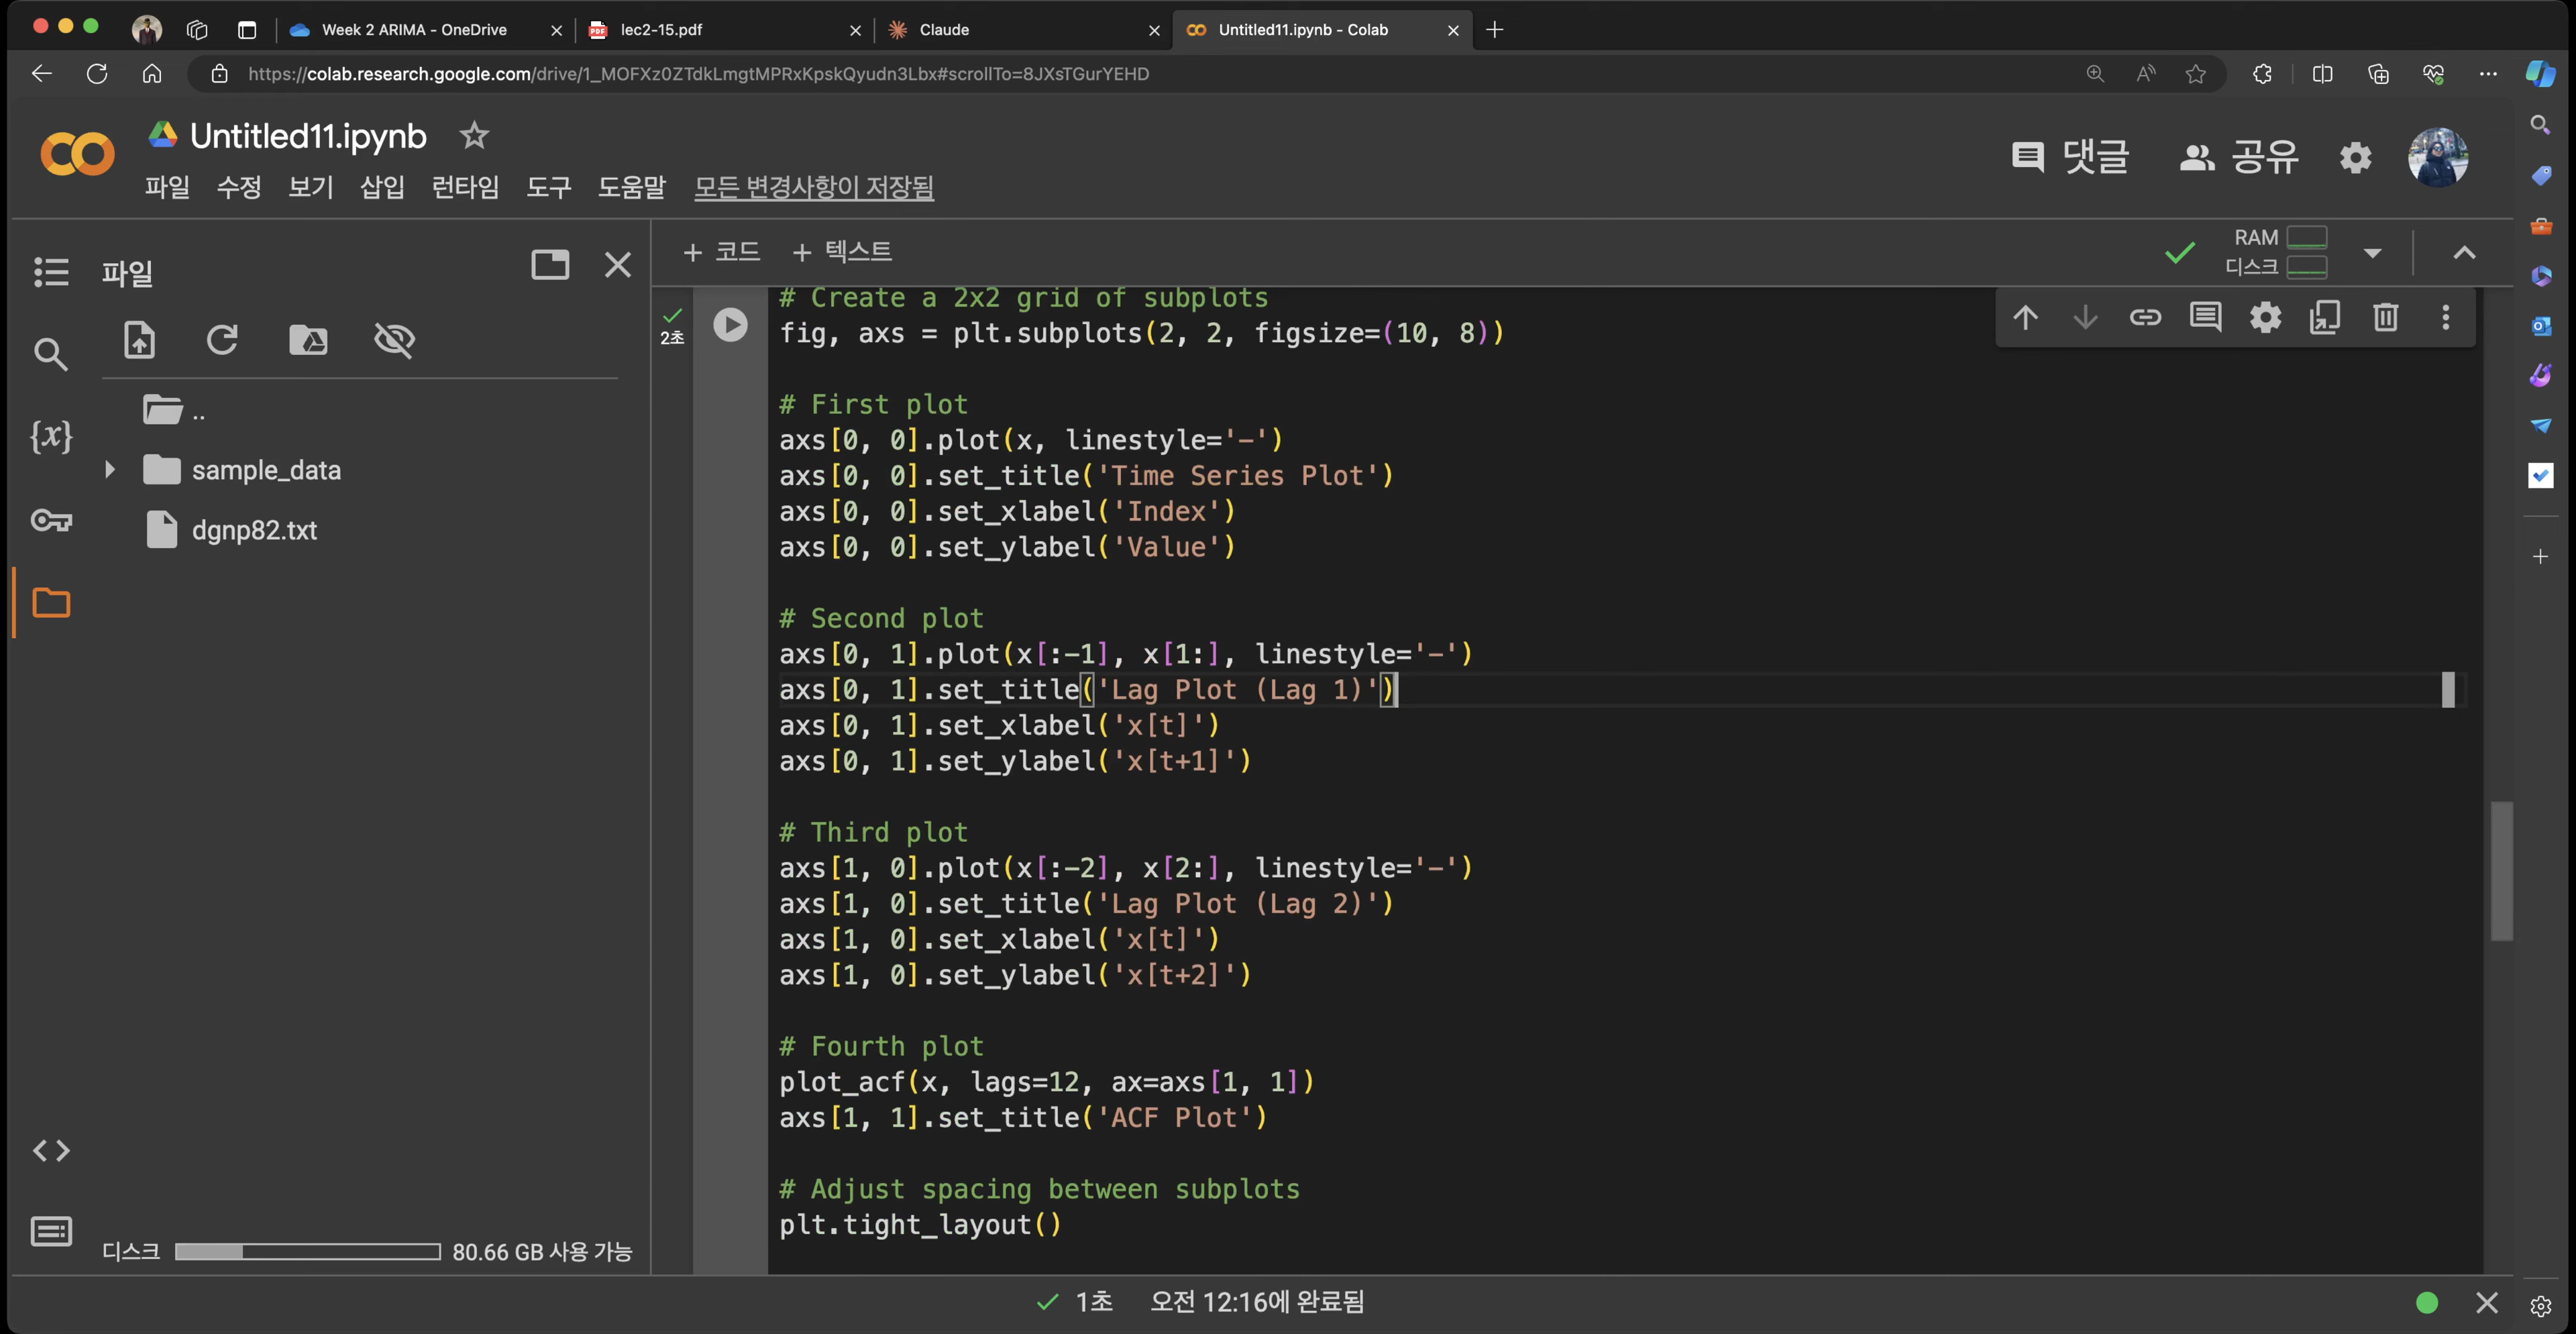 Week 2 ARIMA - OneDrive
lec2-15.pdf
Claude
Untitled11.ipynb - Colab
https://colab.research.google.com/drive/1_MOFXz0ZTdkLmgtMPRxKpskQyudn3Lbx#scrollTo=8JXsTGurYEHD
Untitled11.ipynb
댓글
공유
파일 수정 보기 삽입 런타임 도구 도움말 모든 변경사항이 저장됨
파일
+ 코드 + 텍스트
RAM
디스크
..
sample_data
dgnp82.txt
{x}
디스크
80.66 GB 사용 가능
2초
# Create a 2x2 grid of subplots
fig, axs = plt.subplots(2, 2, figsize=(10, 8))
# First plot
axs[0, 0].plot(x, linestyle='-')
axs[0, 0].set_title('Time Series Plot')
axs[0, 0].set_xlabel('Index')
axs[0, 0].set_ylabel('Value')
# Second plot
axs[0, 1].plot(x[:-1], x[1:], linestyle='-')
axs[0, 1].set_title('Lag Plot (Lag 1)')
axs[0, 1].set_xlabel('x[t]')
axs[0, 1].set_ylabel('x[t+1]')
# Third plot
axs[1, 0].plot(x[:-2], x[2:], linestyle='-')
axs[1, 0].set_title('Lag Plot (Lag 2)')
axs[1, 0].set_xlabel('x[t]')
axs[1, 0].set_ylabel('x[t+2]')
# Fourth plot
plot_acf(x, lags=12, ax=axs[1, 1])
axs[1, 1].set_title('ACF Plot')
# Adjust spacing between subplots
plt.tight_layout()
1초 오전 12:16에 완료됨